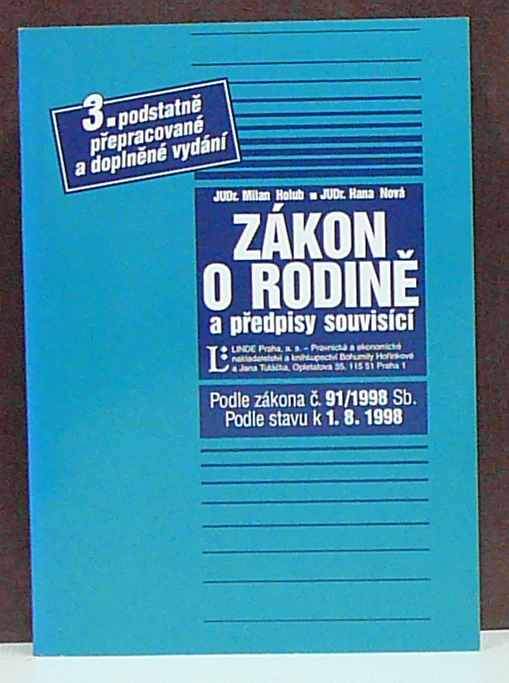 3. podstatně
přepracované
a doplněné vydání
JUDr. Milan Holub ■ JUDr. Hana Nová
ZÁKON
O RODINĚ
a předpisy souvisící
L:
LINDE Praha, a. s. – Právnická a ekonomické
nakladatelství a knihkupectví Bohumily Hořínkové
a Jana Tuláčka, Opletalova 35, 115 51 Praha 1
Podle zákona č. 91/1998 Sb.
Podle stavu k 1. 8. 1998